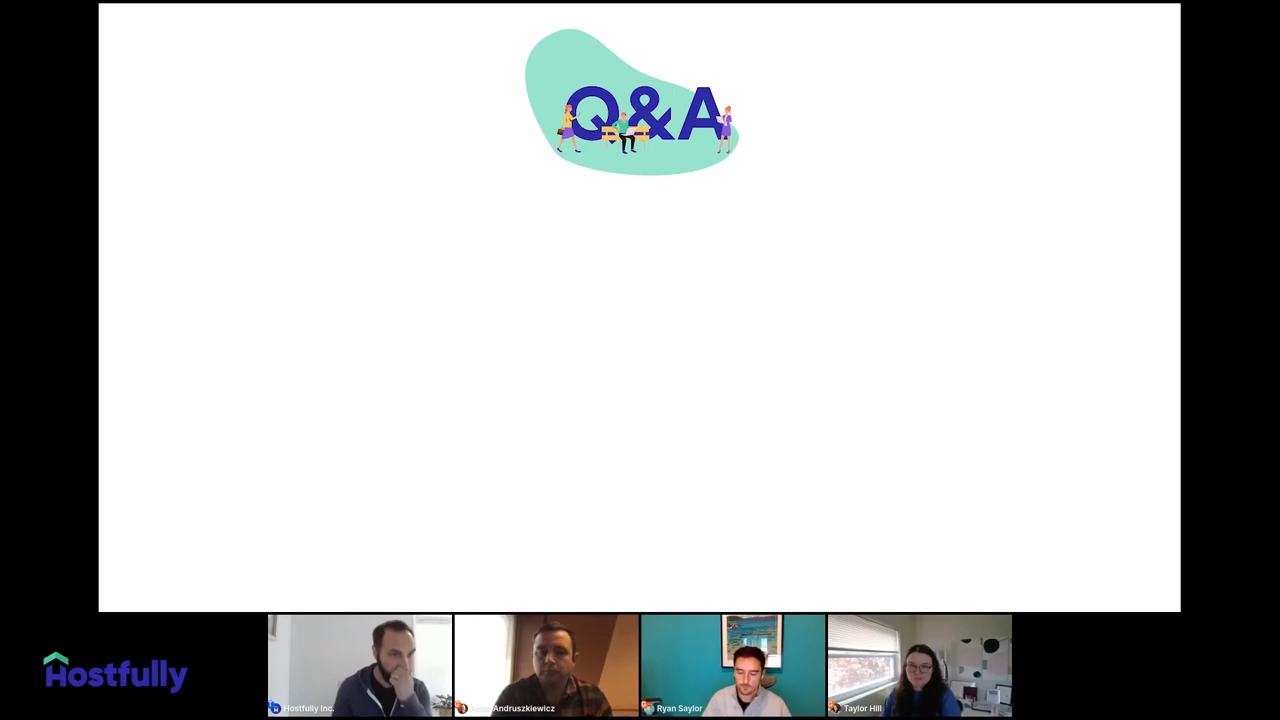 Q&A
Hostfully
Hostfully Inc.
Andruszkiewicz
Ryan Saylor
Taylor Hill